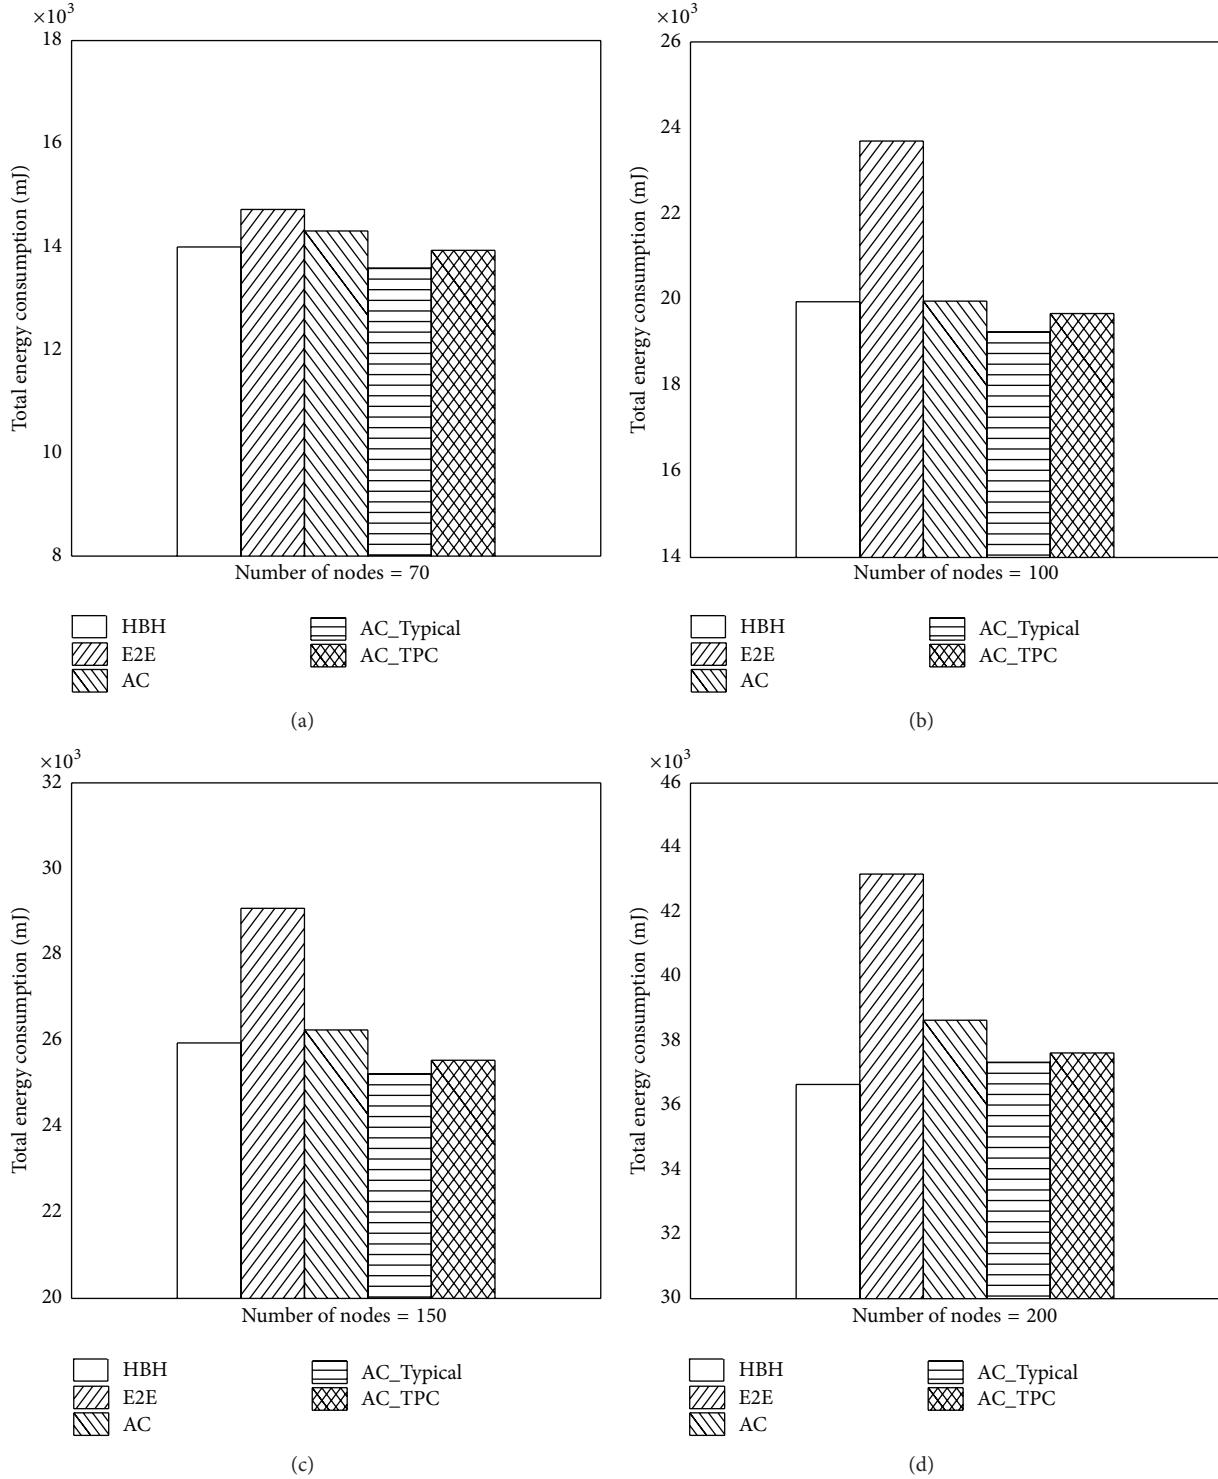 ×10³
18
16
14
12
10
8
Total energy consumption (mJ)
Number of nodes = 70
HBH
E2E
AC
AC_Typical
AC_TPC
(a)
×10³
26
24
22
20
18
16
14
Total energy consumption (mJ)
Number of nodes = 100
HBH
E2E
AC
AC_Typical
AC_TPC
(b)
×10³
32
30
28
26
24
22
20
Total energy consumption (mJ)
Number of nodes = 150
HBH
E2E
AC
AC_Typical
AC_TPC
(c)
×10³
46
44
42
40
38
36
34
32
30
Total energy consumption (mJ)
Number of nodes = 200
HBH
E2E
AC
AC_Typical
AC_TPC
(d)